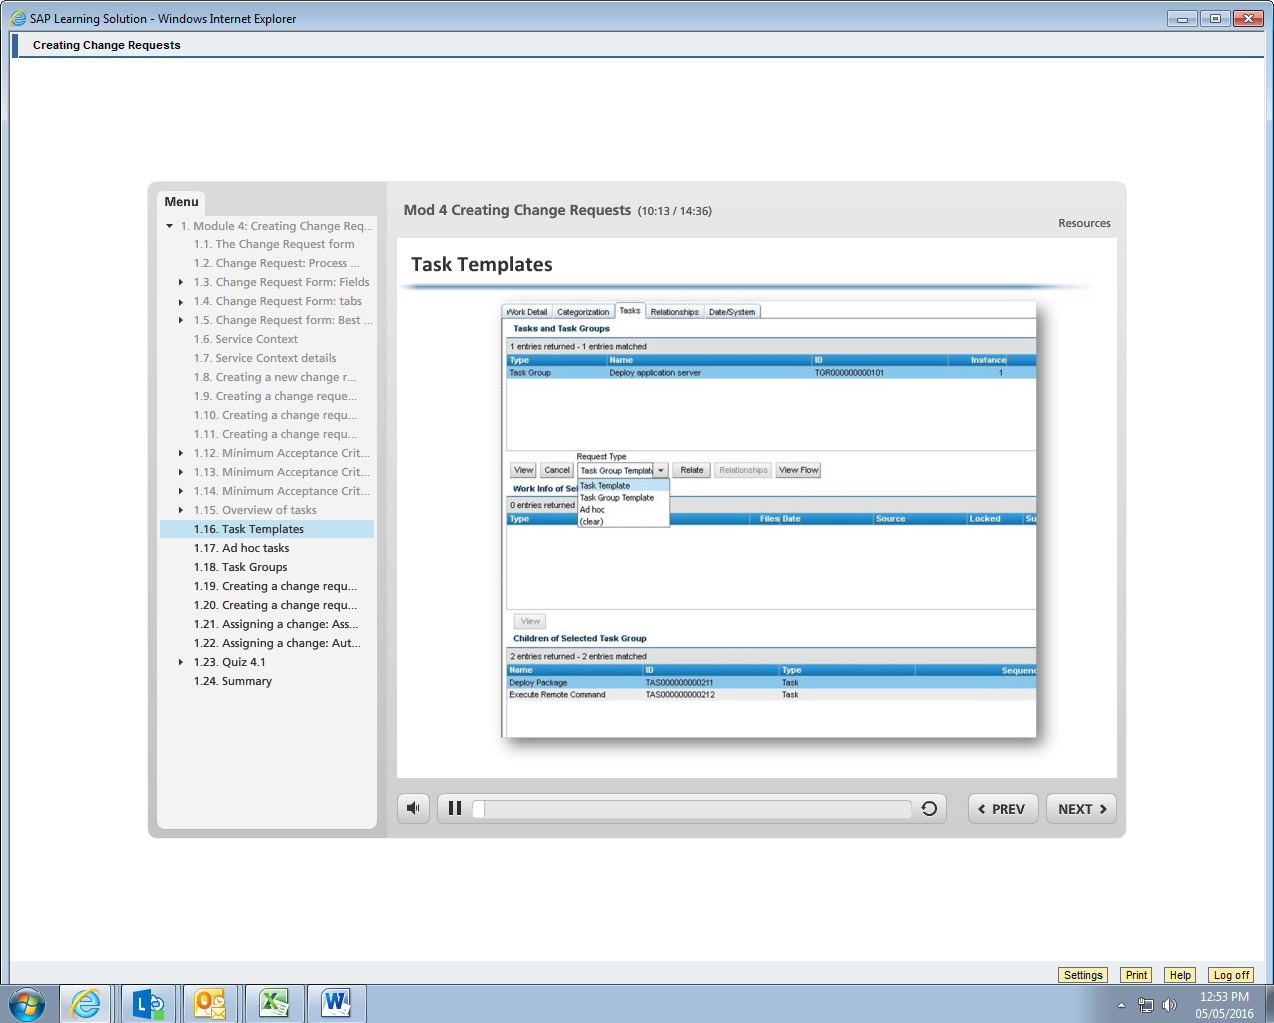 SAP Learning Solution - Windows Internet Explorer
Creating Change Requests
Menu
1. Module 4: Creating Change Req...
1.1. The Change Request form
1.2. Change Request: Process ...
1.3. Change Request Form: Fields
1.4. Change Request Form: tabs
1.5. Change Request form: Best ...
1.6. Service Context
1.7. Service Context details
1.8. Creating a new change r...
1.9. Creating a change reque...
1.10. Creating a change requ...
1.11. Creating a change requ...
1.12. Minimum Acceptance Crit...
1.13. Minimum Acceptance Crit...
1.14. Minimum Acceptance Crit...
1.15. Overview of tasks
1.16. Task Templates
1.17. Ad hoc tasks
1.18. Task Groups
1.19. Creating a change requ...
1.20. Creating a change requ...
1.21. Assigning a change: Ass...
1.22. Assigning a change: Aut...
1.23. Quiz 4.1
1.24. Summary
Mod 4 Creating Change Requests (10:13 / 14:36)
Resources
Task Templates
Work Detail Categorization Tasks Relationships Date/System
Tasks and Task Groups
1 entries returned - 1 entries matched
Type Name ID Instance
Task Group Deploy application server TGR000000000101 1
Request Type
View Cancel Task Group Template Relate Relationships View Flow
Task Template
Task Group Template
Ad hoc
(clear)
Work Info of Se
0 entries returned
Type Files Date Source Locked Su
View
Children of Selected Task Group
2 entries returned - 2 entries matched
Name ID Type Sequenc
Deploy Package TAS000000000211 Task
Execute Remote Command TAS000000000212 Task
PREV NEXT
Settings Print Help Log off
12:53 PM
05/05/2016